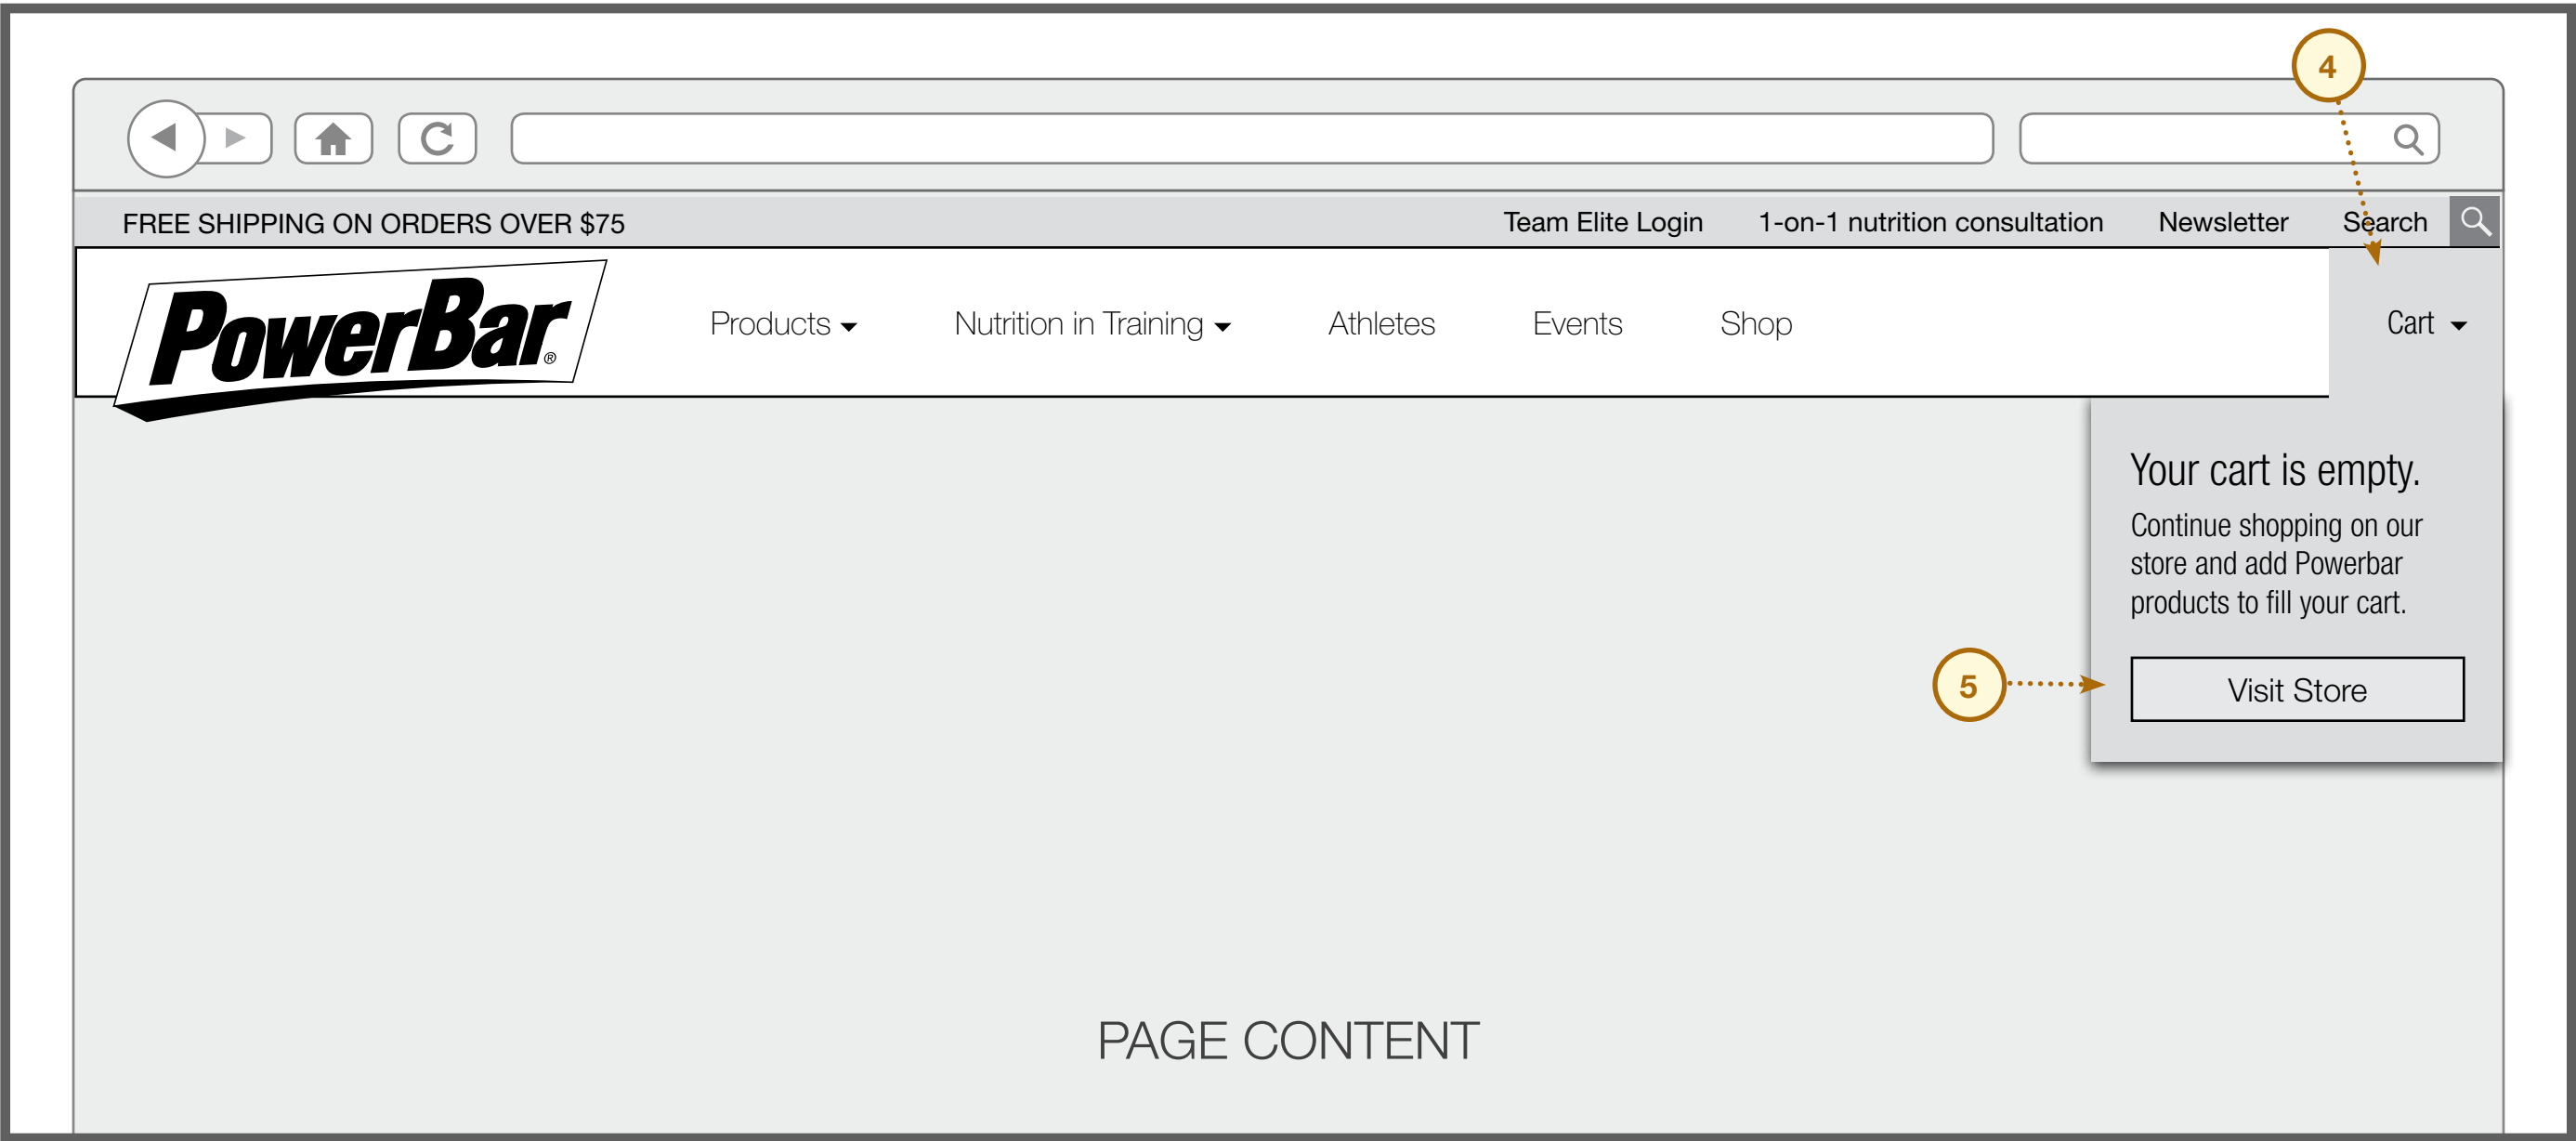 4
FREE SHIPPING ON ORDERS OVER $75
Team Elite Login 1-on-1 nutrition consultation Newsletter Search
PowerBar®
Products Nutrition in Training Athletes Events Shop Cart
Your cart is empty.
Continue shopping on our
store and add Powerbar
products to fill your cart.
5
Visit Store
PAGE CONTENT